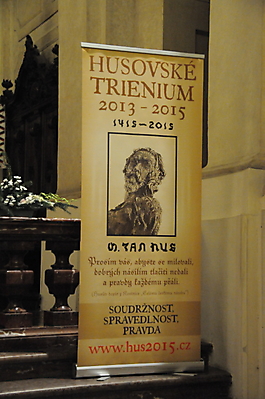 HUSOVSKÉ
TRIENIUM
2013 - 2015
1415—2015
M. JAN HUS
Prosím vás, abyste se milovali,
dobrých násilím tlačiti nedali
a pravdy každému přáli.
SOUDRŽNOST,
SPRAVEDLNOST,
PRAVDA
www.hus2015.cz